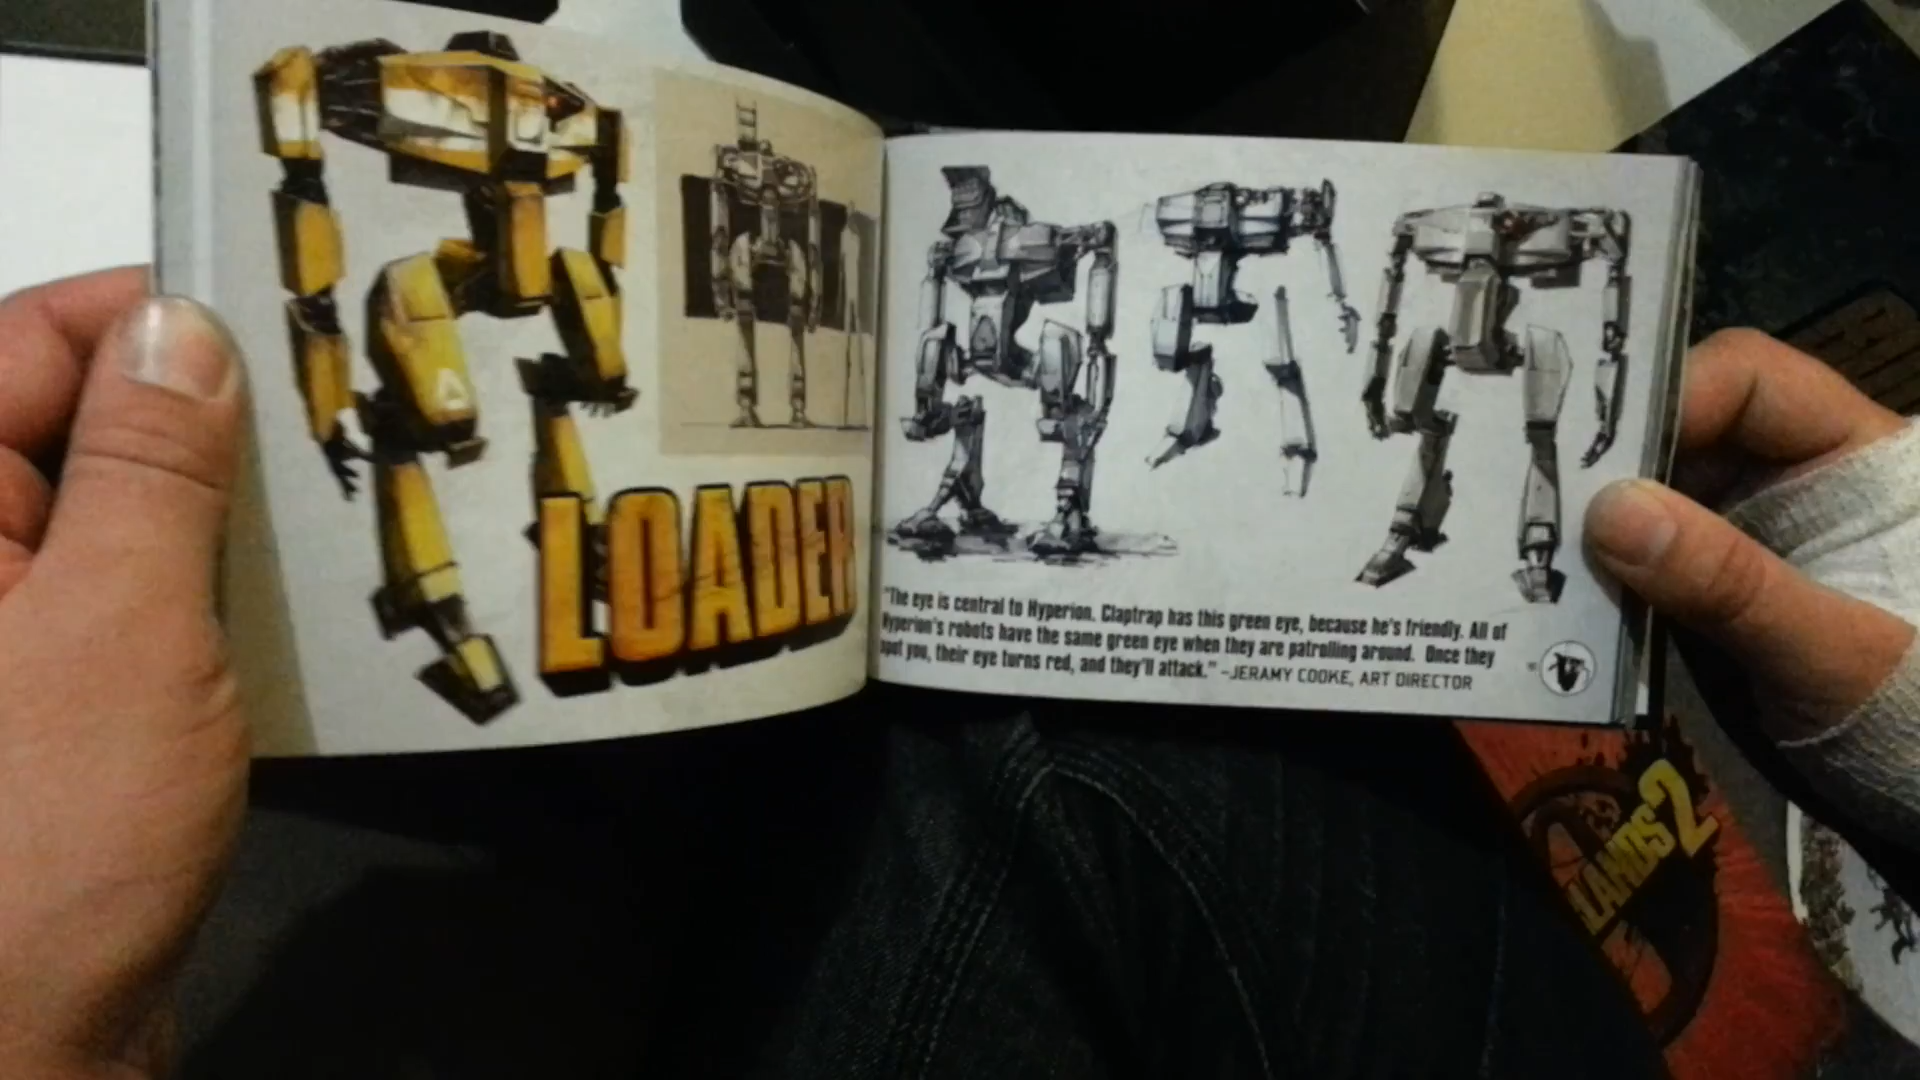 LOADER
"The eye is central to Hyperion. Claptrap has this green eye, because he's friendly. All of
Hyperion's robots have the same green eye when they are patrolling around. Once they
spot you, their eye turns red, and they'll attack." –JERAMY COOKE, ART DIRECTOR
LANDS 2